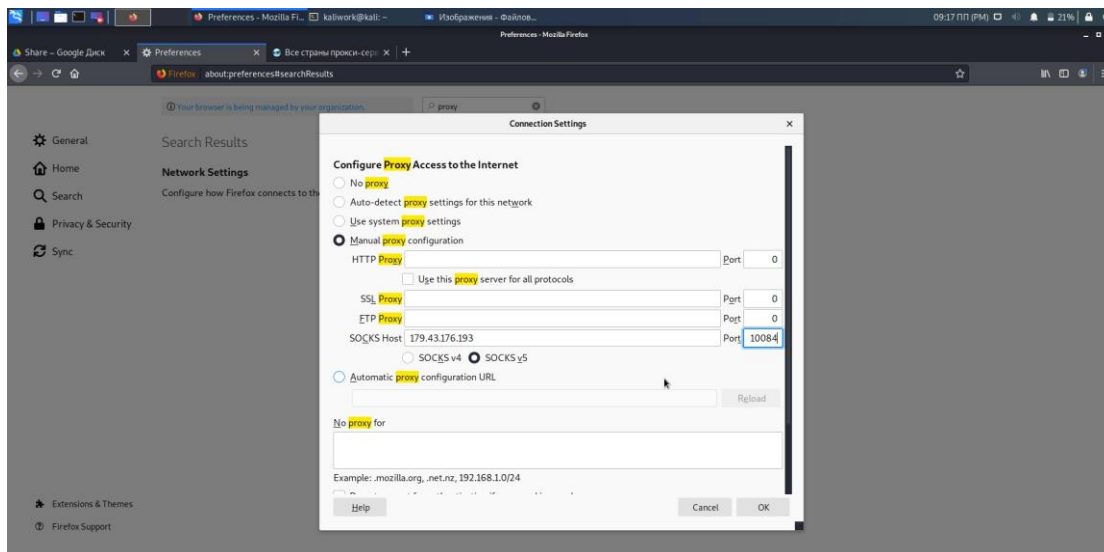 Preferences - Mozilla Fi... kaliwork@kali: ~ Изображения - Файлов... 09:17 ПП (PM) 21%
Preferences - Mozilla Firefox
Share – Google Диск × Preferences × Все страны прокси-сер × +
Firefox about:preferences#searchResults
Your browser is being managed by your organization. proxy
Connection Settings ×
General
Search Results
Home
Network Settings
Configure how Firefox connects to the
Search
Privacy & Security
Sync
Configure Proxy Access to the Internet
No proxy
Auto-detect proxy settings for this network
Use system proxy settings
Manual proxy configuration
HTTP Proxy Port 0
Use this proxy server for all protocols
SSL Proxy Port 0
FTP Proxy Port 0
SOCKS Host 179.43.176.193 Port 10084
SOCKS v4 SOCKS v5
Automatic proxy configuration URL
Reload
No proxy for
Example: .mozilla.org, .net.nz, 192.168.1.0/24
Help Cancel OK
Extensions & Themes
Firefox Support